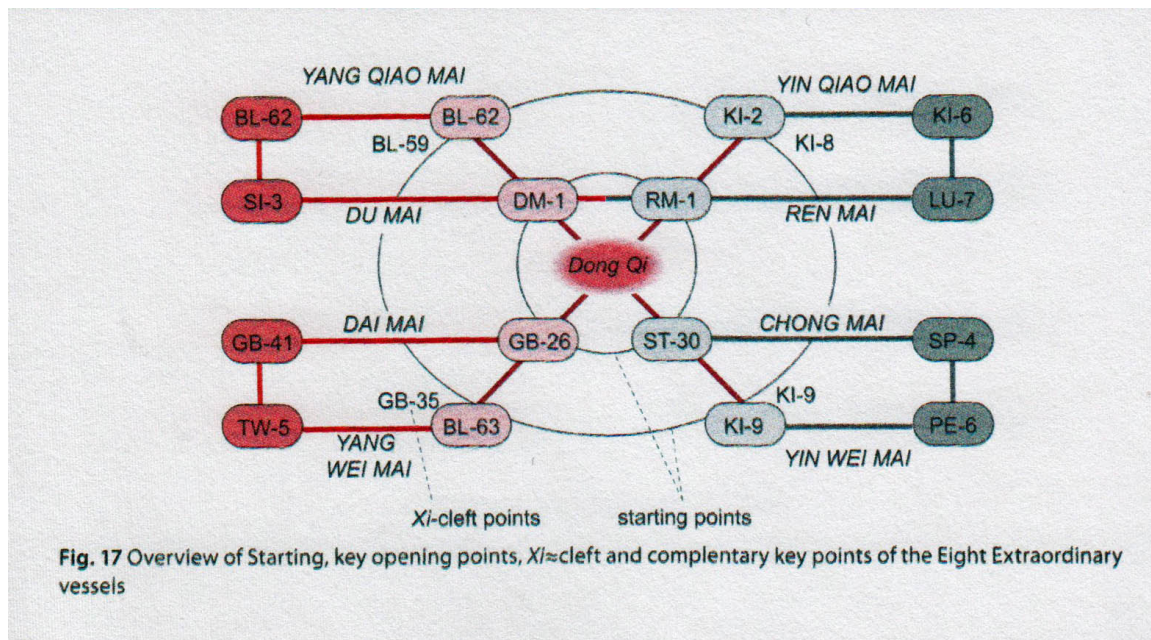 YANG QIAO MAI
YIN QIAO MAI
BL-62
BL-62
KI-2
KI-6
BL-59
KI-8
SI-3
DM-1
RM-1
LU-7
DU MAI
REN MAI
Dong Qi
DAI MAI
CHONG MAI
GB-41
GB-26
ST-30
SP-4
GB-35
KI-9
TW-5
BL-63
KI-9
PE-6
YANG
WEI MAI
YIN WEI MAI
Xi-cleft points
starting points
Fig. 17 Overview of Starting, key opening points, Xi≈cleft and complentary key points of the Eight Extraordinary
vessels